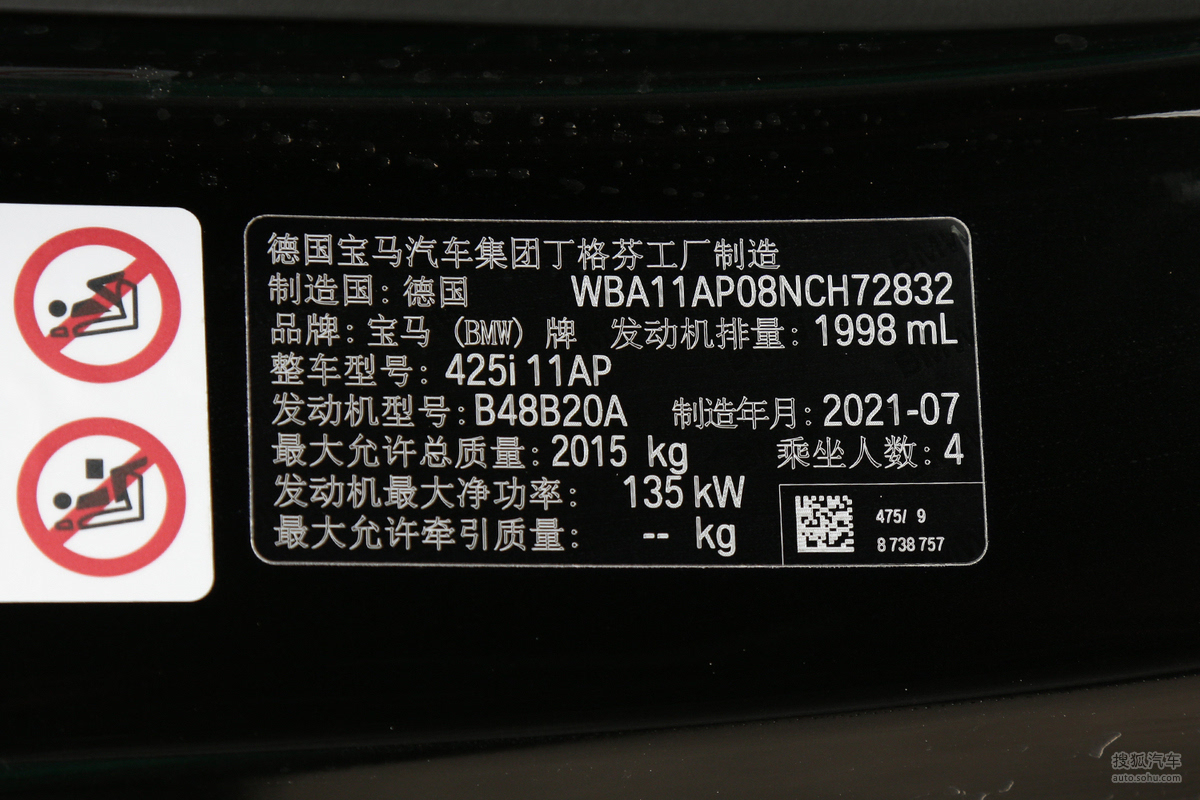 德国宝马汽车集团丁格芬工厂制造
制造国：德国 WBA11AP08NCH72832
品牌：宝马（BMW）牌 发动机排量：1998 mL
整车型号：425i 11AP
发动机型号：B48B20A 制造年月：2021-07
最大允许总质量：2015 kg 乘坐人数：4
发动机最大净功率：135 kW
最大允许牵引质量：-- kg
475/ 9
8 738 757
搜狐汽车
auto.sohu.com